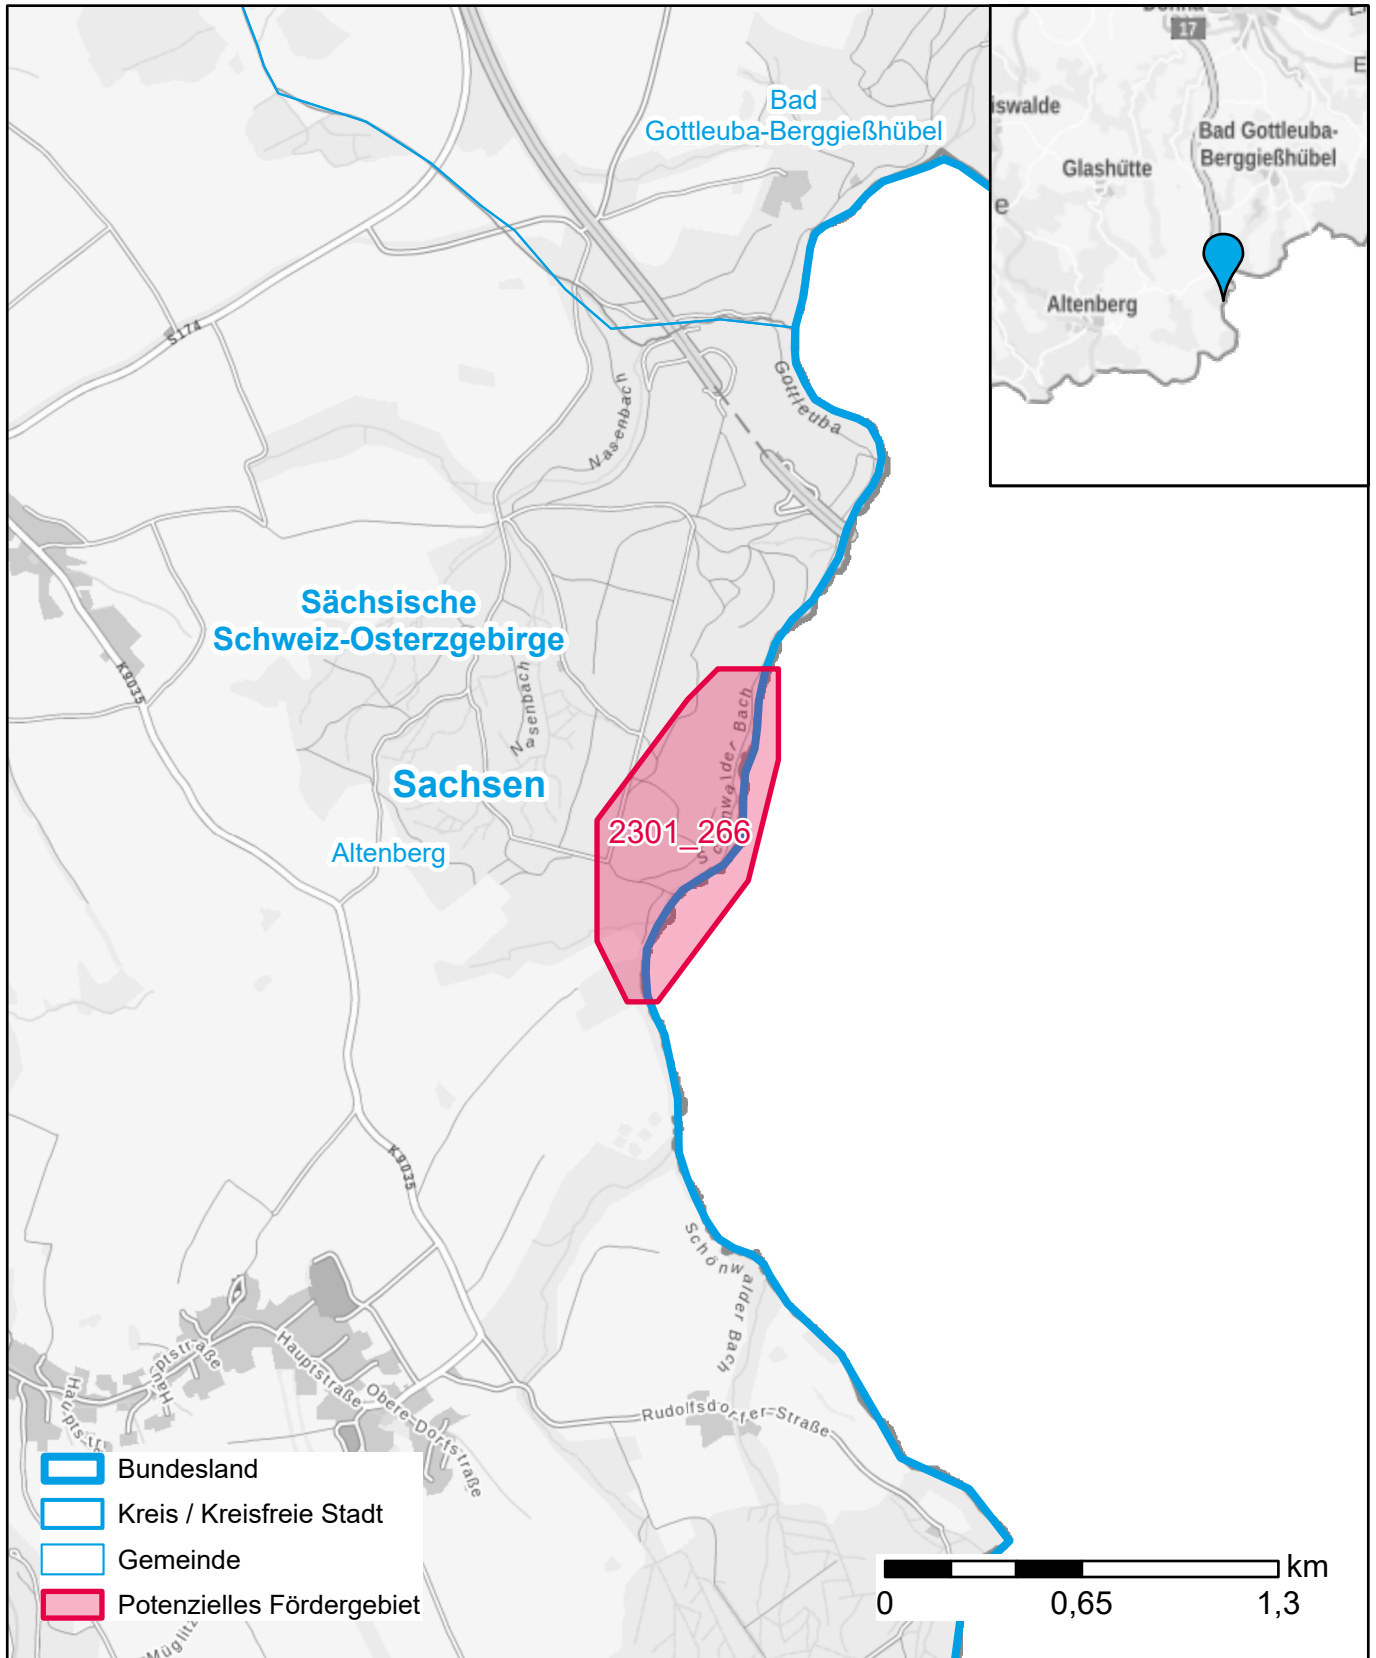 Bad
Gottleuba-Berggießhübel
17
iswalde
Bad Gottleuba-
Berggießhübel
Glashütte
e
E
Altenberg
S174
Nasenbach
Gottleuba
Sächsische
Schweiz-Osterzgebirge
K9035
Nasenbach
Schönwalder Bach
Sachsen
2301_266
Altenberg
K9035
Schönwalder Bach
Hauptstraße
Hauptstraße
Obere-Dorfstraße
Rudolfsdorfer-Straße
Bundesland
Kreis / Kreisfreie Stadt
Gemeinde
Potenzielles Fördergebiet
km
0 0,65 1,3